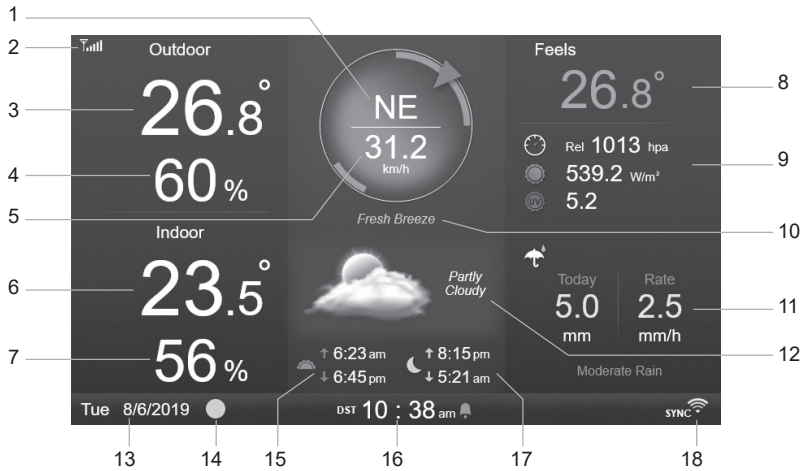 1
2
3
4
5
6
7
Outdoor
26.8°
60 %
Indoor
23.5°
56 %
NE
31.2
km/h
Fresh Breeze
Partly
Cloudy
↑ 6:23 am
↓ 6:45 pm
↑ 8:15 pm
↓ 5:21 am
Feels
26.8°
Rel 1013 hpa
539.2 W/m²
UV 5.2
Today
5.0
mm
Rate
2.5
mm/h
Moderate Rain
Tue 8/6/2019
DST 10 : 38 am
SYNC
8
9
10
11
12
13
14
15
16
17
18